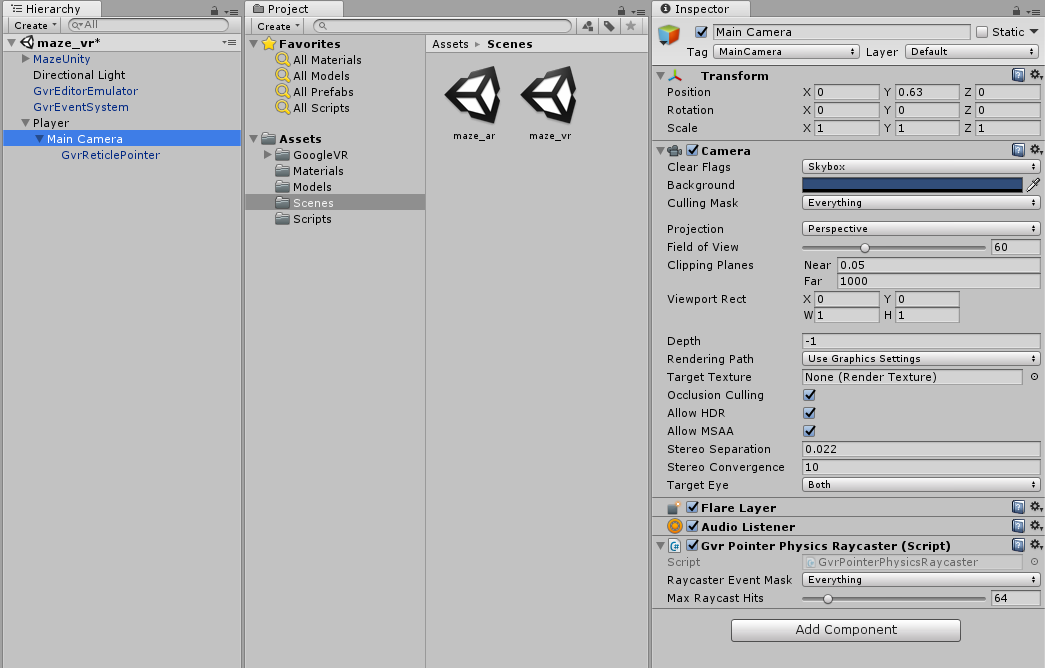 Hierarchy
Create
All
maze_vr*
MazeUnity
Directional Light
GvrEditorEmulator
GvrEventSystem
Player
Main Camera
GvrReticlePointer
Project
Create
Favorites
All Materials
All Models
All Prefabs
All Scripts
Assets
GoogleVR
Materials
Models
Scenes
Scripts
Assets Scenes
maze_ar maze_vr
Inspector
Main Camera Static
Tag MainCamera Layer Default
Transform
Position X 0 Y 0.63 Z 0
Rotation X 0 Y 0 Z 0
Scale X 1 Y 1 Z 1
Camera
Clear Flags Skybox
Background
Culling Mask Everything
Projection Perspective
Field of View 60
Clipping Planes Near 0.05
Far 1000
Viewport Rect X 0 Y 0
W 1 H 1
Depth -1
Rendering Path Use Graphics Settings
Target Texture None (Render Texture)
Occlusion Culling
Allow HDR
Allow MSAA
Stereo Separation 0.022
Stereo Convergence 10
Target Eye Both
Flare Layer
Audio Listener
Gvr Pointer Physics Raycaster (Script)
Script GvrPointerPhysicsRaycaster
Raycaster Event Mask Everything
Max Raycast Hits 64
Add Component